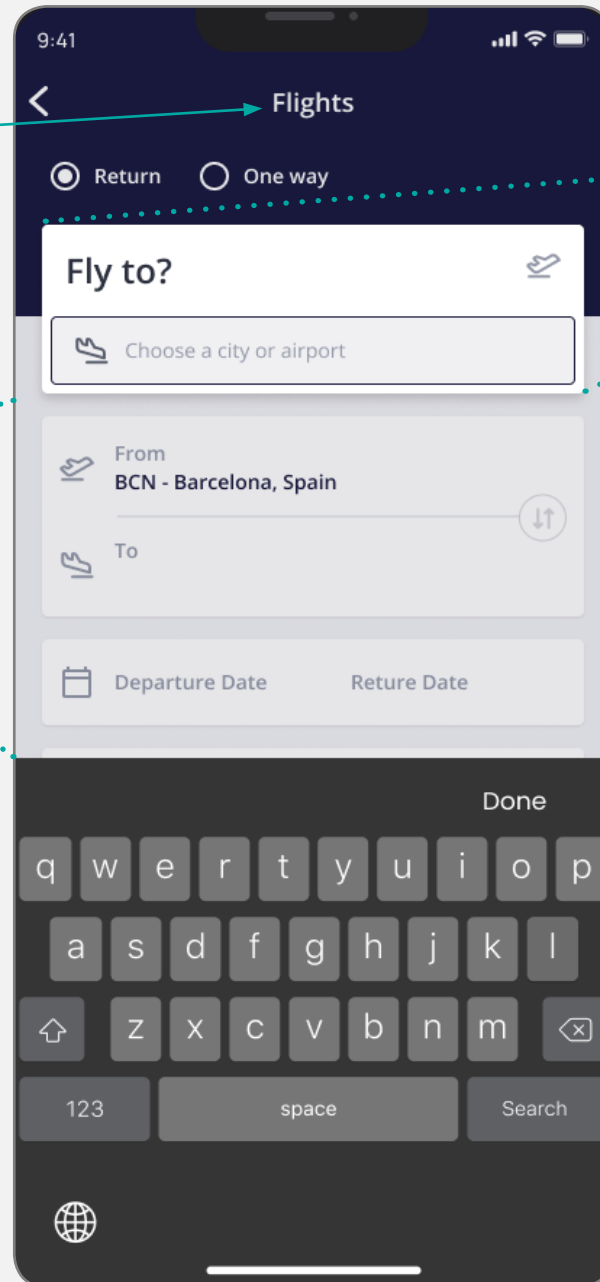 9:41
Flights
Return One way
Fly to?
Choose a city or airport
From
BCN - Barcelona, Spain
To
Departure Date Reture Date
Done
q w e r t y u i o p
a s d f g h j k l
z x c v b n m
123 space Search